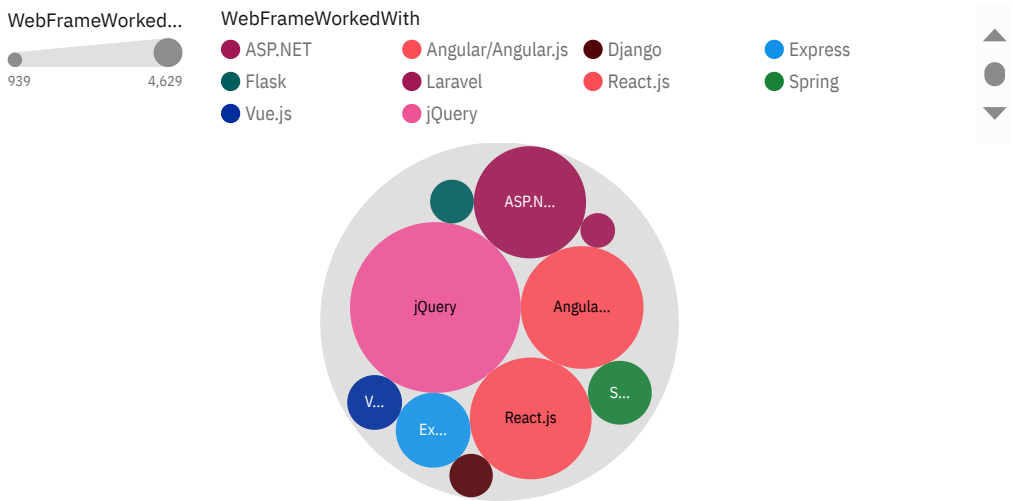 WebFrameWorked...
939 4,629
WebFrameWorkedWith
ASP.NET Angular/Angular.js Django Express
Flask Laravel React.js Spring
Vue.js jQuery
ASP.N...
jQuery
Angula...
S...
V...
React.js
Ex...